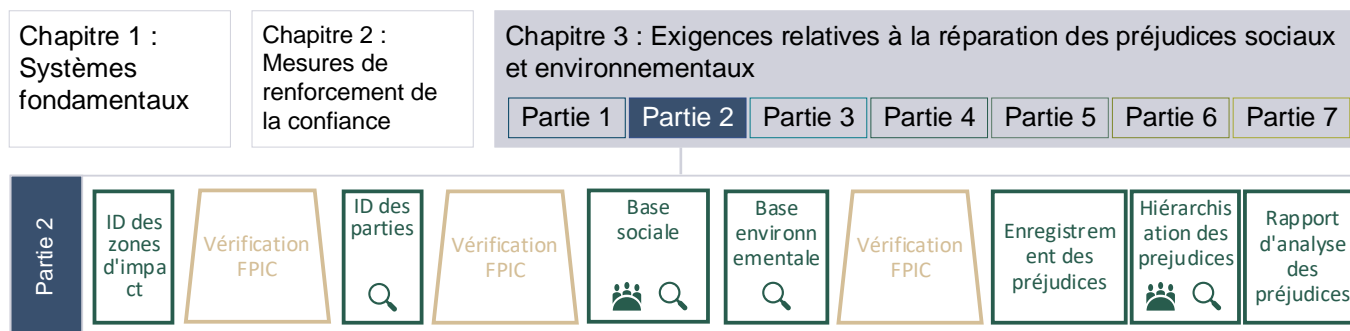 Chapitre 1 :
Systèmes
fondamentaux
Chapitre 2 :
Mesures de
renforcement de
la confiance
Chapitre 3 : Exigences relatives à la réparation des préjudices sociaux
et environnementaux
Partie 1
Partie 2
Partie 3
Partie 4
Partie 5
Partie 6
Partie 7
Partie 2
ID des
zones
d'impa
ct
Vérification
FPIC
ID des
parties
Vérification
FPIC
Base
sociale
Base
environn
ementale
Vérification
FPIC
Enregistrem
ent des
préjudices
Hiérarchis
ation des
prejudices
Rapport
d'analyse
des
préjudices